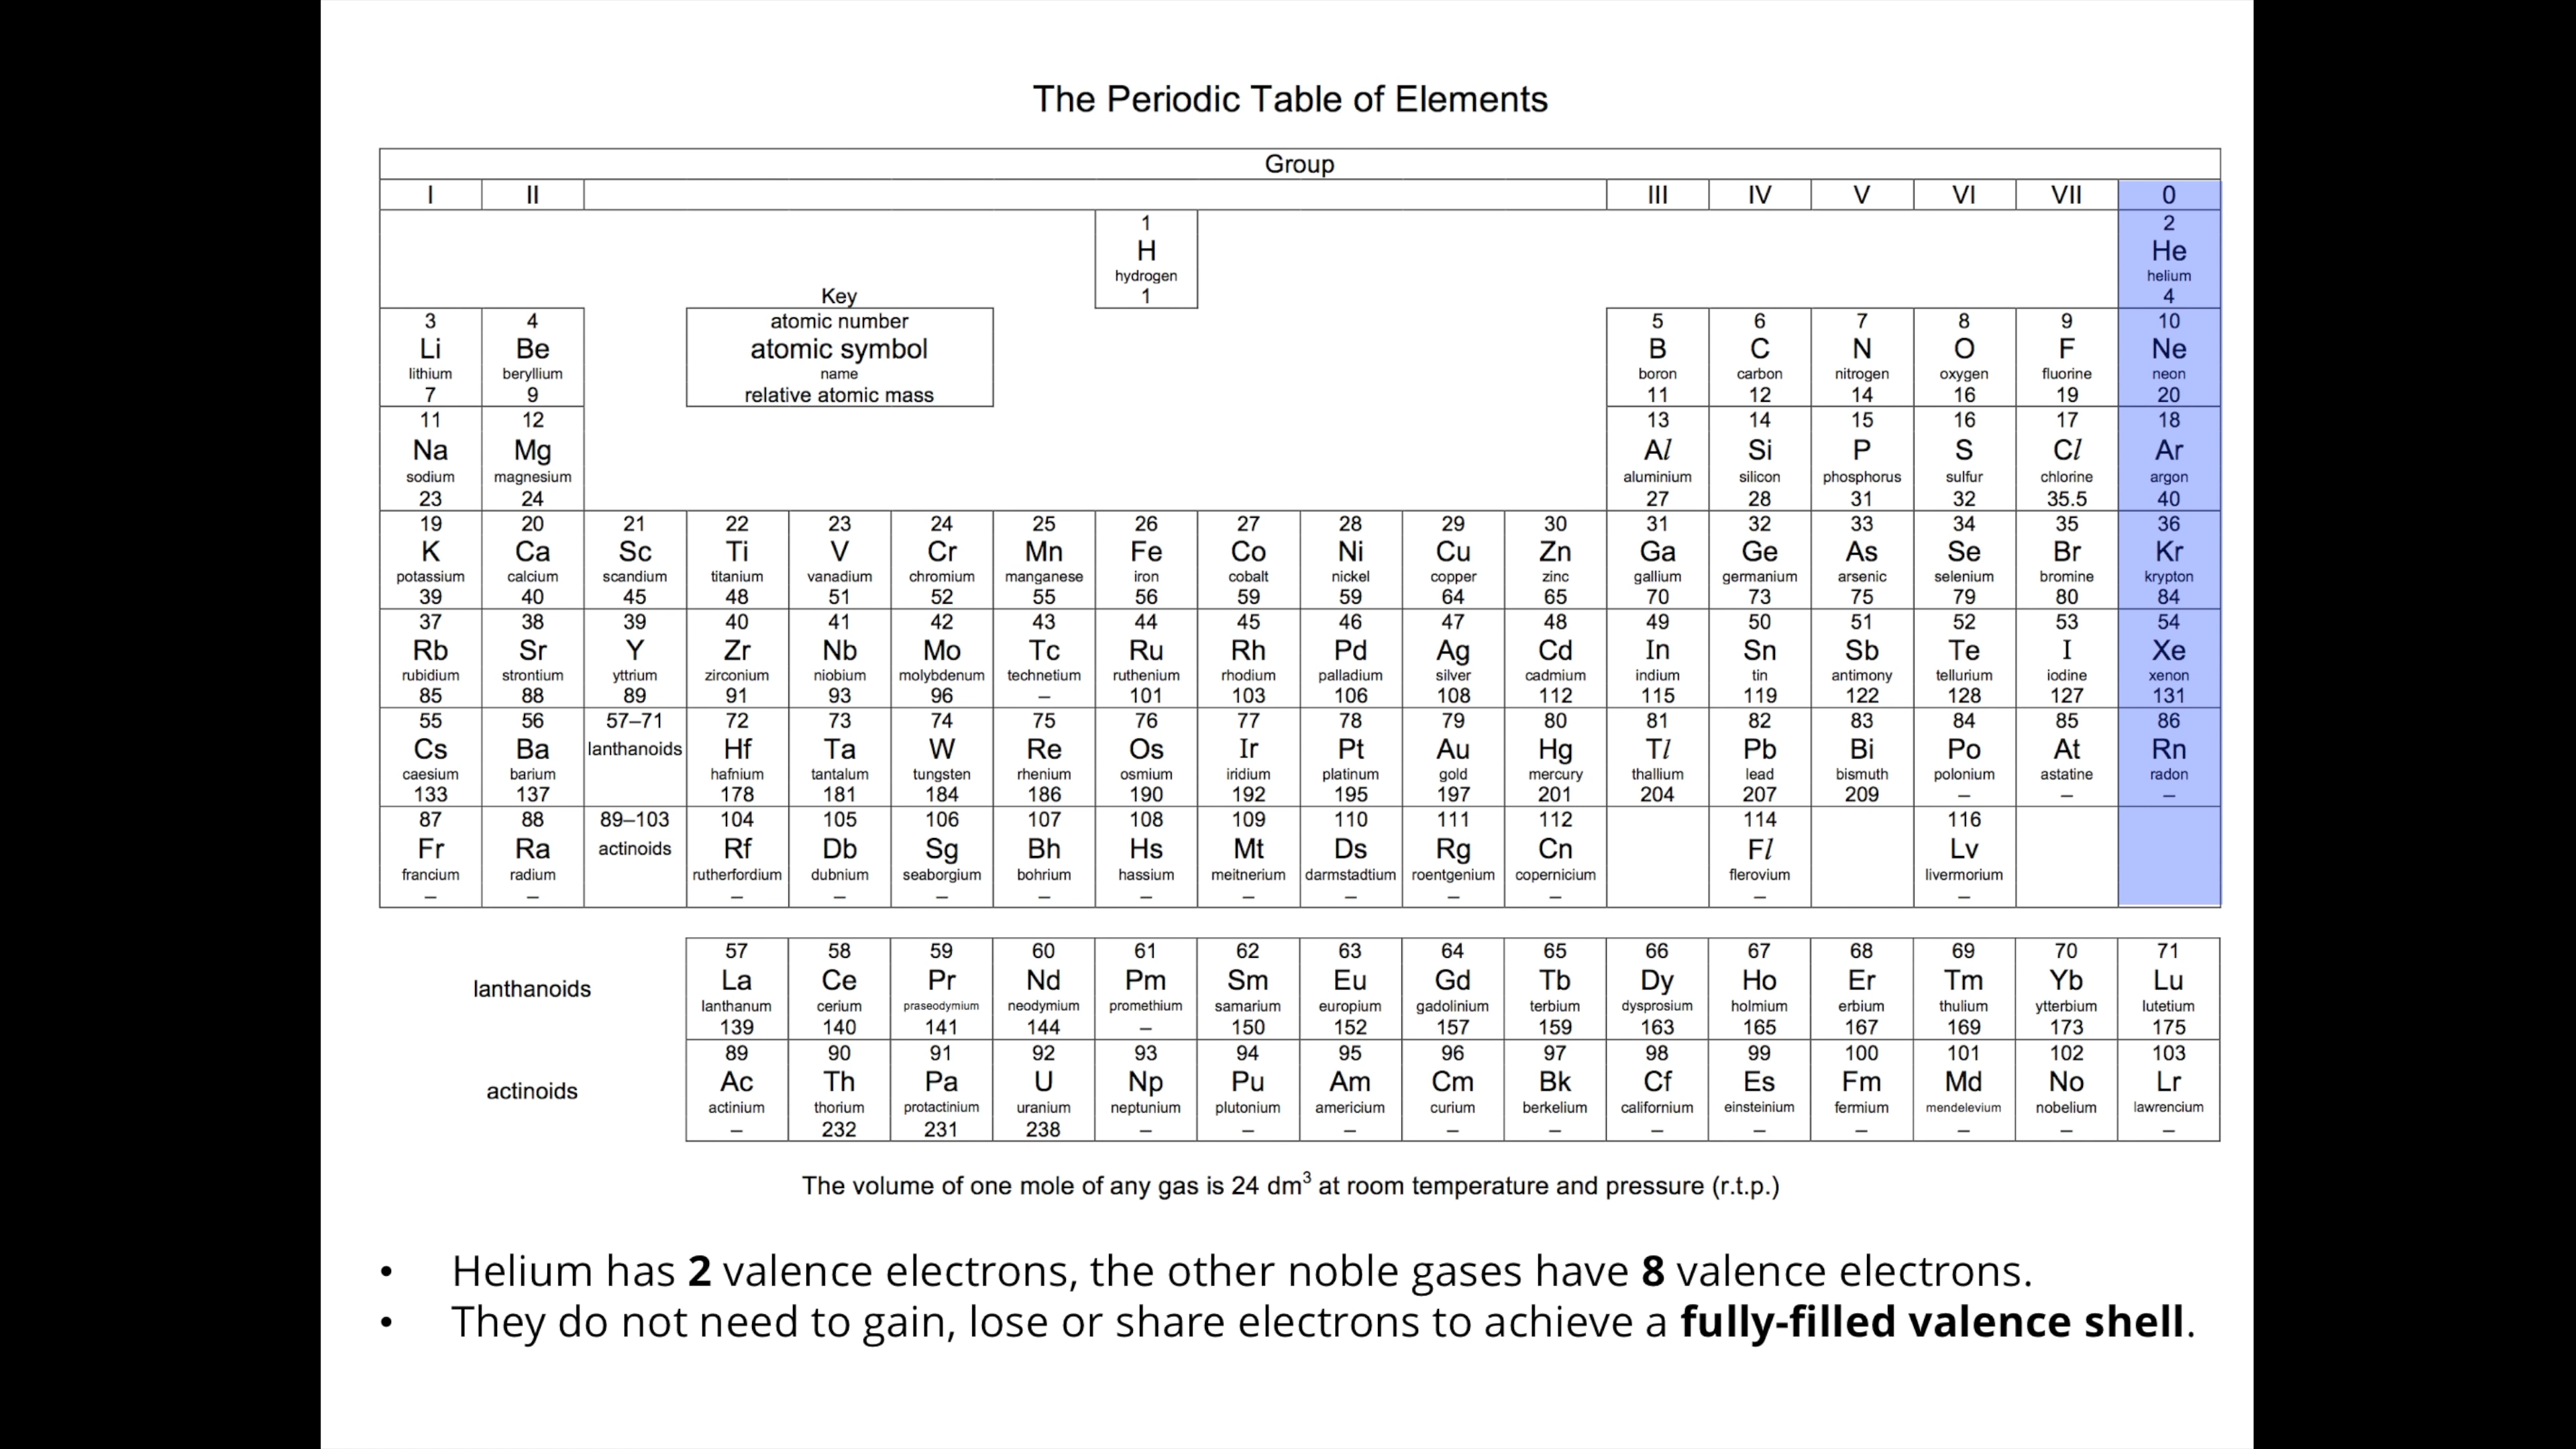 The Periodic Table of Elements
Group
I II III IV V VI VII 0
1 2
H He
hydrogen helium
Key 1 4
3 4 atomic number 5 6 7 8 9 10
Li Be atomic symbol B C N O F Ne
lithium beryllium name boron carbon nitrogen oxygen fluorine neon
7 9 relative atomic mass 11 12 14 16 19 20
11 12 13 14 15 16 17 18
Na Mg Al Si P S Cl Ar
sodium magnesium aluminium silicon phosphorus sulfur chlorine argon
23 24 27 28 31 32 35.5 40
19 20 21 22 23 24 25 26 27 28 29 30 31 32 33 34 35 36
K Ca Sc Ti V Cr Mn Fe Co Ni Cu Zn Ga Ge As Se Br Kr
potassium calcium scandium titanium vanadium chromium manganese iron cobalt nickel copper zinc gallium germanium arsenic selenium bromine krypton
39 40 45 48 51 52 55 56 59 59 64 65 70 73 75 79 80 84
37 38 39 40 41 42 43 44 45 46 47 48 49 50 51 52 53 54
Rb Sr Y Zr Nb Mo Tc Ru Rh Pd Ag Cd In Sn Sb Te I Xe
rubidium strontium yttrium zirconium niobium molybdenum technetium ruthenium rhodium palladium silver cadmium indium tin antimony tellurium iodine xenon
85 88 89 91 93 96 – 101 103 106 108 112 115 119 122 128 127 131
55 56 57–71 72 73 74 75 76 77 78 79 80 81 82 83 84 85 86
Cs Ba lanthanoids Hf Ta W Re Os Ir Pt Au Hg Tl Pb Bi Po At Rn
caesium barium hafnium tantalum tungsten rhenium osmium iridium platinum gold mercury thallium lead bismuth polonium astatine radon
133 137 178 181 184 186 190 192 195 197 201 204 207 209 – – –
87 88 89–103 104 105 106 107 108 109 110 111 112 114 116
Fr Ra actinoids Rf Db Sg Bh Hs Mt Ds Rg Cn Fl Lv
francium radium rutherfordium dubnium seaborgium bohrium hassium meitnerium darmstadtium roentgenium copernicium flerovium livermorium
– – – – – – – – – – – – –
57 58 59 60 61 62 63 64 65 66 67 68 69 70 71
lanthanoids La Ce Pr Nd Pm Sm Eu Gd Tb Dy Ho Er Tm Yb Lu
lanthanum cerium praseodymium neodymium promethium samarium europium gadolinium terbium dysprosium holmium erbium thulium ytterbium lutetium
139 140 141 144 – 150 152 157 159 163 165 167 169 173 175
89 90 91 92 93 94 95 96 97 98 99 100 101 102 103
actinoids Ac Th Pa U Np Pu Am Cm Bk Cf Es Fm Md No Lr
actinium thorium protactinium uranium neptunium plutonium americium curium berkelium californium einsteinium fermium mendelevium nobelium lawrencium
– 232 231 238 – – – – – – – – – – –
The volume of one mole of any gas is 24 dm³ at room temperature and pressure (r.t.p.)
• Helium has 2 valence electrons, the other noble gases have 8 valence electrons.
• They do not need to gain, lose or share electrons to achieve a fully-filled valence shell.